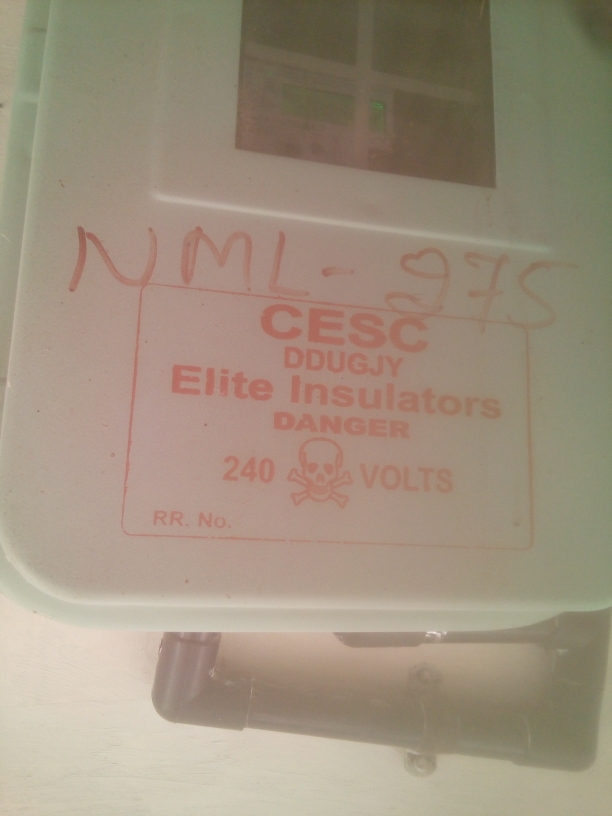 NML-975
CESC
DDUGJY
Elite Insulators
DANGER
240 VOLTS
RR. No.